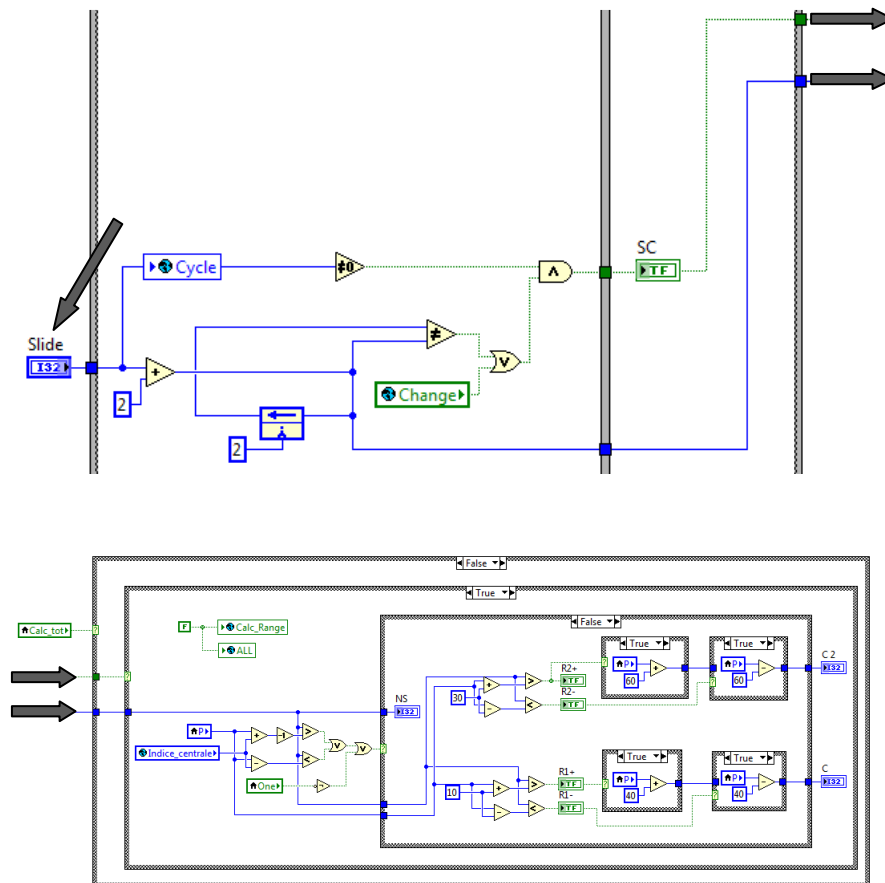 SC
TF
Cycle
≠0
∧
Slide
I32
+
≠
∨
Change
2
2
False
True
Calc_tot
?
F
Calc_Range
ALL
False
?
True
True
P
+
60
?
P
-
60
?
C 2
I32
R2+
TF
R2-
TF
30
+
-
>
<
NS
I32
P
+
-1
>
∨
∨
?
Indice_centrale
-
<
One
¬
R1+
TF
R1-
TF
10
+
-
>
<
True
True
P
+
40
?
P
-
40
?
C
I32